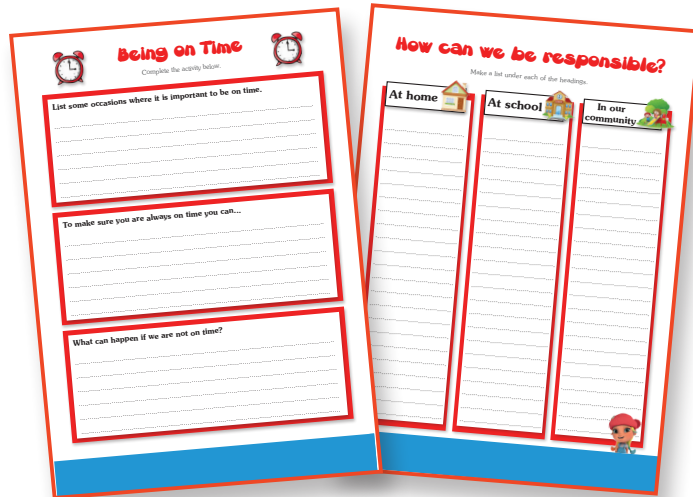 Being on Time
Complete the activity below.
List some occasions where it is important to be on time.
To make sure you are always on time you can...
What can happen if we are not on time?
How can we be responsible?
Make a list under each of the headings.
At home
At school
In our
community